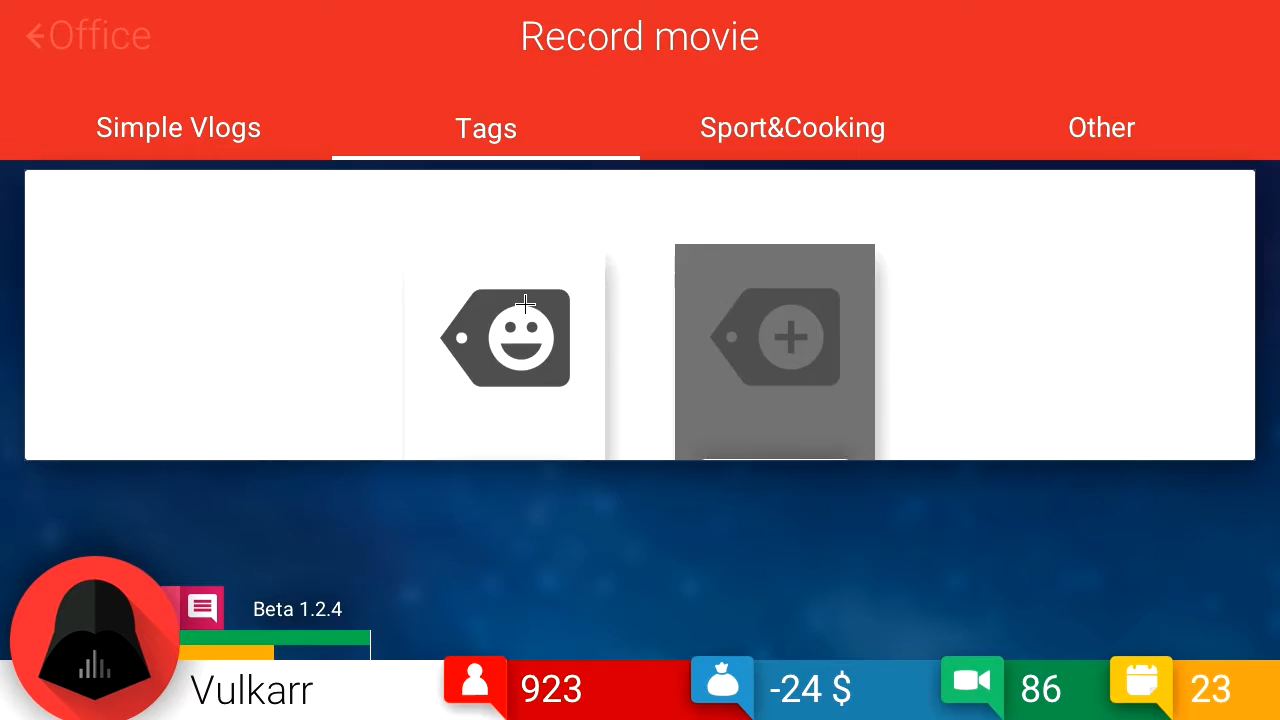 Office
Record movie
Simple Vlogs
Tags
Sport&Cooking
Other
Beta 1.2.4
Vulkarr
923
-24 $
86
23